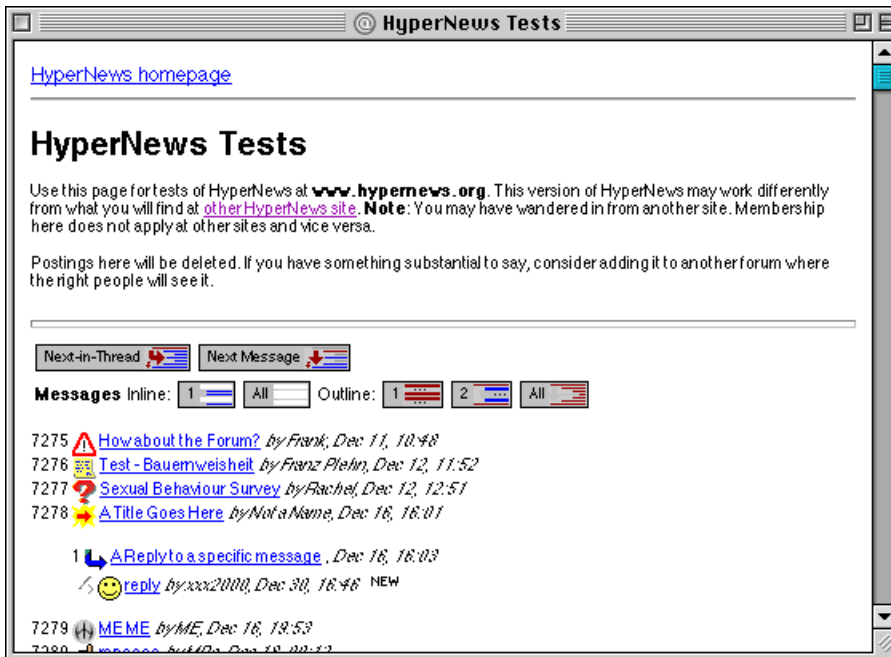 @ HyperNews Tests
HyperNews homepage
HyperNews Tests
Use this page for tests of HyperNews at www.hypernews.org. This version of HyperNews may work differently
from what you will find at other HyperNews site. Note: You may have wandered in from another site. Membership
here does not apply at other sites and vice versa.
Postings here will be deleted. If you have something substantial to say, consider adding it to another forum where
the right people will see it.
Next-in-Thread Next Message
Messages Inline: 1 All Outline: 1 2 All
7275 How about the Forum? by Frank, Dec 11, 10:48
7276 Test - Bauernweisheit by Franz Plehn, Dec 12, 11:52
7277 Sexual Behaviour Survey by Rachel, Dec 12, 12:51
7278 A Title Goes Here by Not a Name, Dec 16, 16:01
1 A Reply to a specific message , Dec 16, 16:03
reply by xxx2000, Dec 30, 16:46 NEW
7279 MEME by ME, Dec 16, 19:53